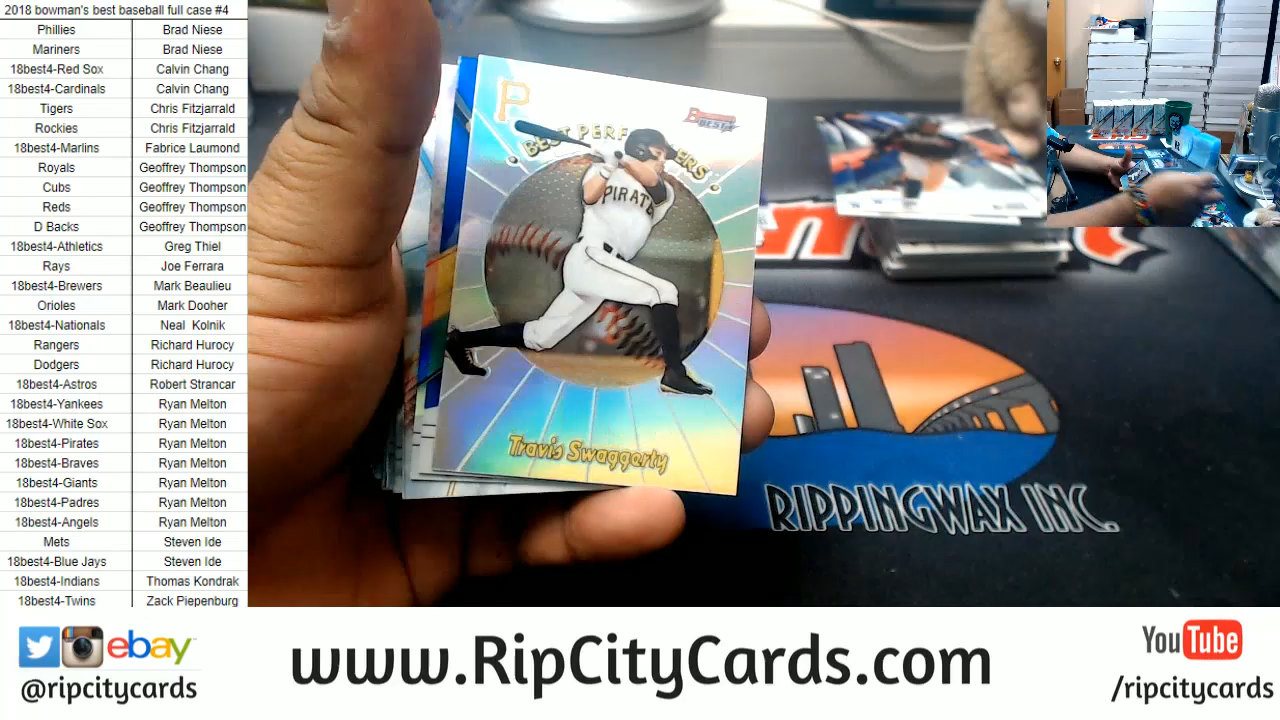 2018 bowman's best baseball full case #4
Phillies Brad Niese
Mariners Brad Niese
18best4-Red Sox Calvin Chang
18best4-Cardinals Calvin Chang
Tigers Chris Fitzjarrald
Rockies Chris Fitzjarrald
18best4-Marlins Fabrice Laumond
Royals Geoffrey Thompson
Cubs Geoffrey Thompson
Reds Geoffrey Thompson
D Backs Geoffrey Thompson
18best4-Athletics Greg Thiel
Rays Joe Ferrara
18best4-Brewers Mark Beaulieu
Orioles Mark Dooher
18best4-Nationals Neal Kolnik
Rangers Richard Hurocy
Dodgers Richard Hurocy
18best4-Astros Robert Strancar
18best4-Yankees Ryan Melton
18best4-White Sox Ryan Melton
18best4-Pirates Ryan Melton
18best4-Braves Ryan Melton
18best4-Giants Ryan Melton
18best4-Padres Ryan Melton
18best4-Angels Ryan Melton
Mets Steven Ide
18best4-Blue Jays Steven Ide
18best4-Indians Thomas Kondrak
18best4-Twins Zack Piepenburg
P
Bowman's
BEST
PIRATE
Travis Swaggerty
RIPPINGWAX INC.
ebay
@ripcitycards
www.RipCityCards.com
YouTube
/ripcitycards